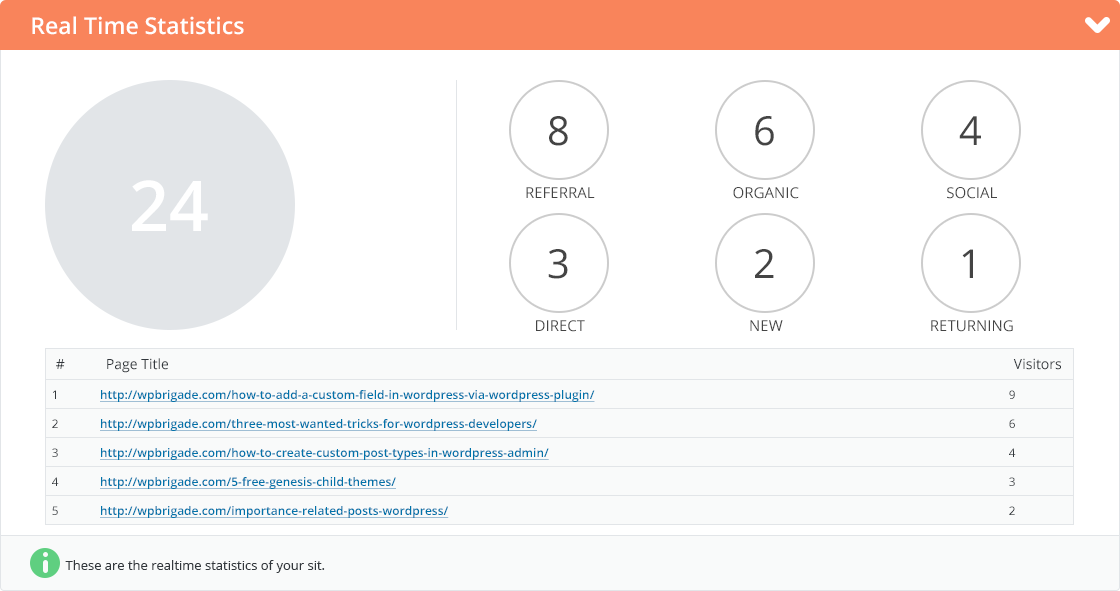 Real Time Statistics
24
8
6
4
REFERRAL
ORGANIC
SOCIAL
3
2
1
DIRECT
NEW
RETURNING
# Page Title Visitors
1 http://wpbrigade.com/how-to-add-a-custom-field-in-wordpress-via-wordpress-plugin/ 9
2 http://wpbrigade.com/three-most-wanted-tricks-for-wordpress-developers/ 6
3 http://wpbrigade.com/how-to-create-custom-post-types-in-wordpress-admin/ 4
4 http://wpbrigade.com/5-free-genesis-child-themes/ 3
5 http://wpbrigade.com/importance-related-posts-wordpress/ 2
These are the realtime statistics of your sit.